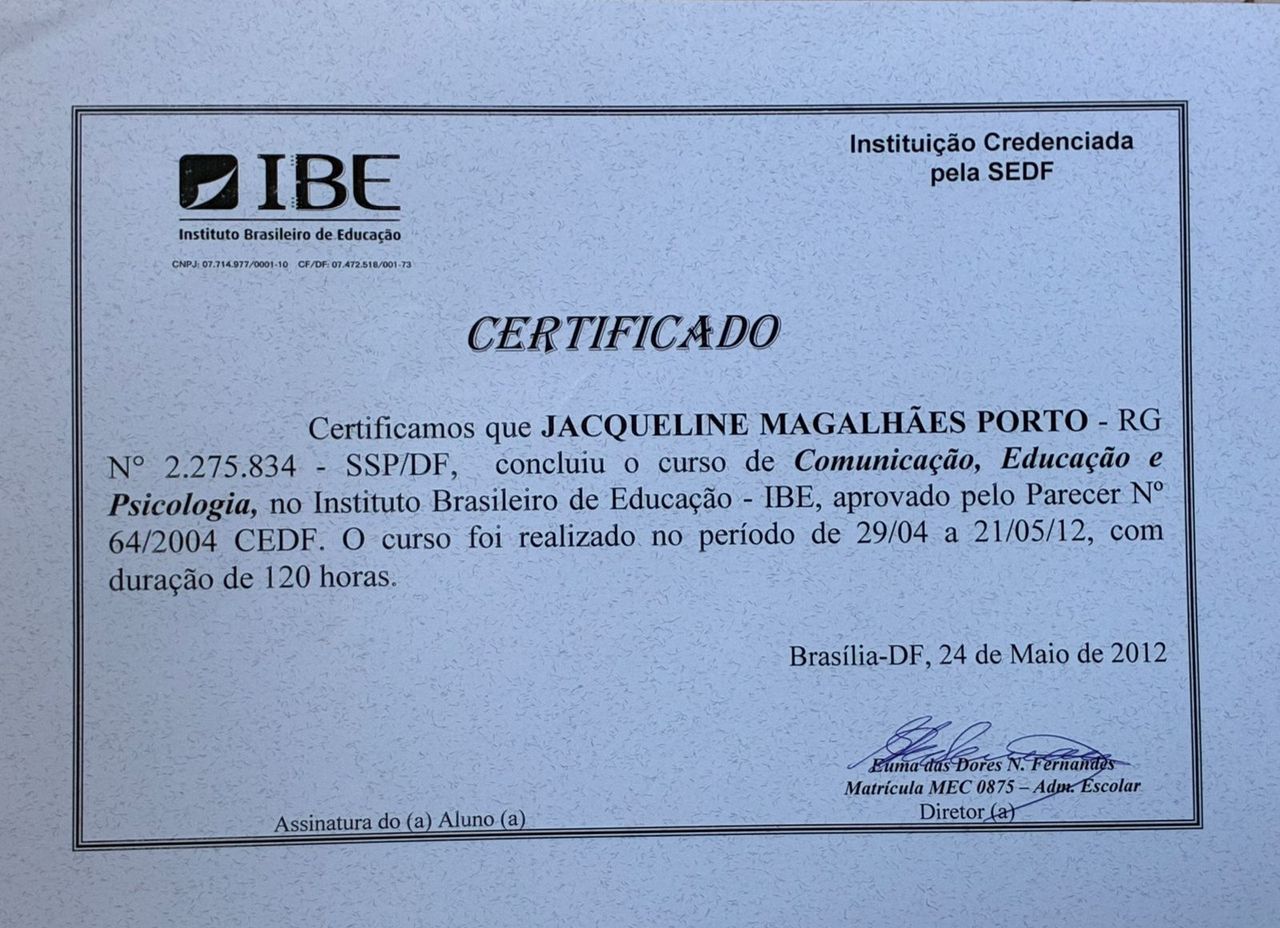 IBE
Instituto Brasileiro de Educação
CNPJ: 07.714.977/0001-10 CF/DF: 07.472.518/001-73
Instituição Credenciada
pela SEDF
CERTIFICADO
Certificamos que JACQUELINE MAGALHÃES PORTO - RG
N° 2.275.834 - SSP/DF, concluiu o curso de Comunicação, Educação e
Psicologia, no Instituto Brasileiro de Educação - IBE, aprovado pelo Parecer Nº
64/2004 CEDF. O curso foi realizado no período de 29/04 a 21/05/12, com
duração de 120 horas.
Brasília-DF, 24 de Maio de 2012
das Dores N. Fernandes
Matrícula MEC 0875 – Adm. Escolar
Diretor (a)
Assinatura do (a) Aluno (a)